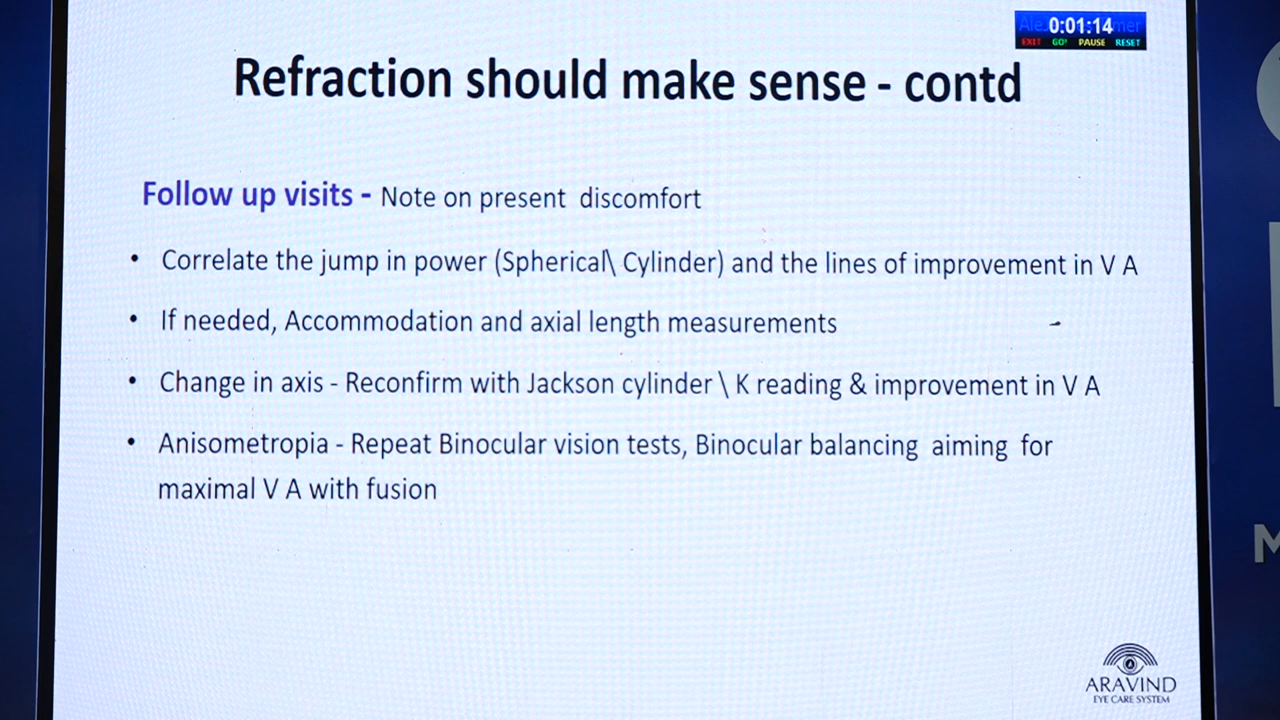 0:01:14
EXIT GO! PAUSE RESET
Refraction should make sense - contd
Follow up visits - Note on present discomfort
• Correlate the jump in power (Spherical\ Cylinder) and the lines of improvement in V A
• If needed, Accommodation and axial length measurements
• Change in axis - Reconfirm with Jackson cylinder \ K reading & improvement in V A
• Anisometropia - Repeat Binocular vision tests, Binocular balancing aiming for
maximal V A with fusion
M
ARAVIND
EYE CARE SYSTEM